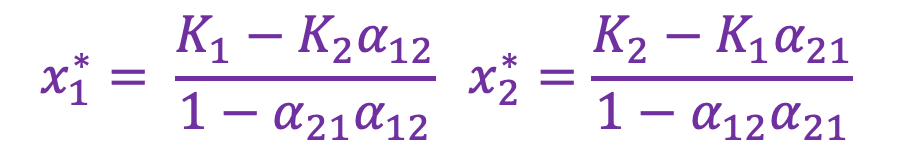 x₁* = (K₁ − K₂α₁₂) / (1 − α₂₁α₁₂)   x₂* = (K₂ − K₁α₂₁) / (1 − α₁₂α₂₁)